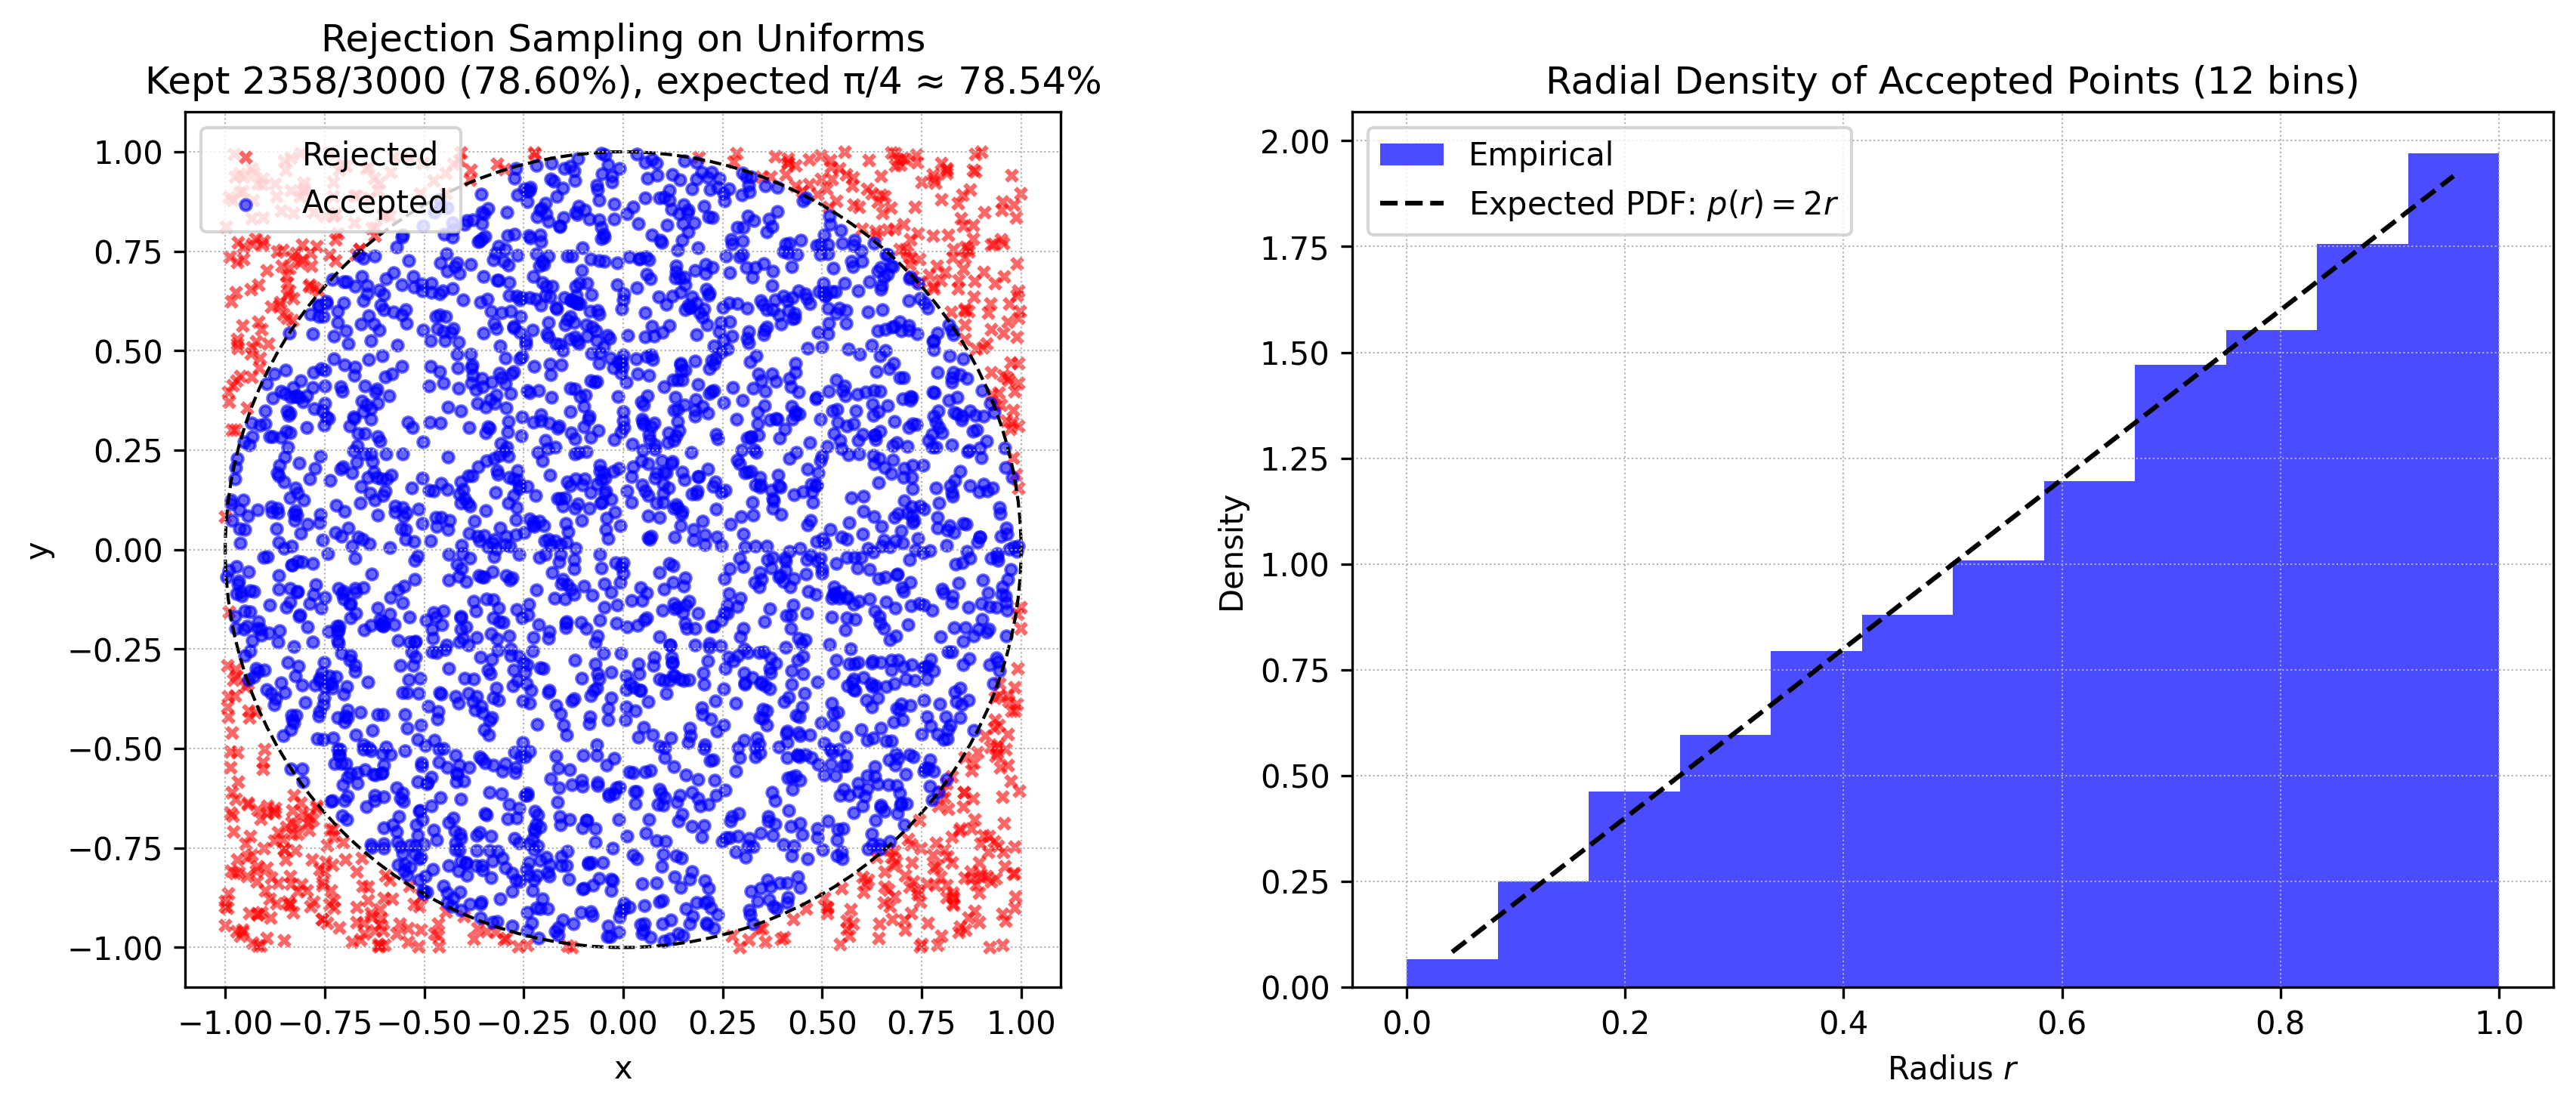 Rejection Sampling on Uniforms
Kept 2358/3000 (78.60%), expected π/4 ≈ 78.54%
Rejected
Accepted
1.00
0.75
0.50
0.25
0.00
−0.25
−0.50
−0.75
−1.00
y
−1.00 −0.75 −0.50 −0.25 0.00 0.25 0.50 0.75 1.00
x
Radial Density of Accepted Points (12 bins)
Empirical
Expected PDF: p(r) = 2r
2.00
1.75
1.50
1.25
1.00
0.75
0.50
0.25
0.00
Density
0.0 0.2 0.4 0.6 0.8 1.0
Radius r